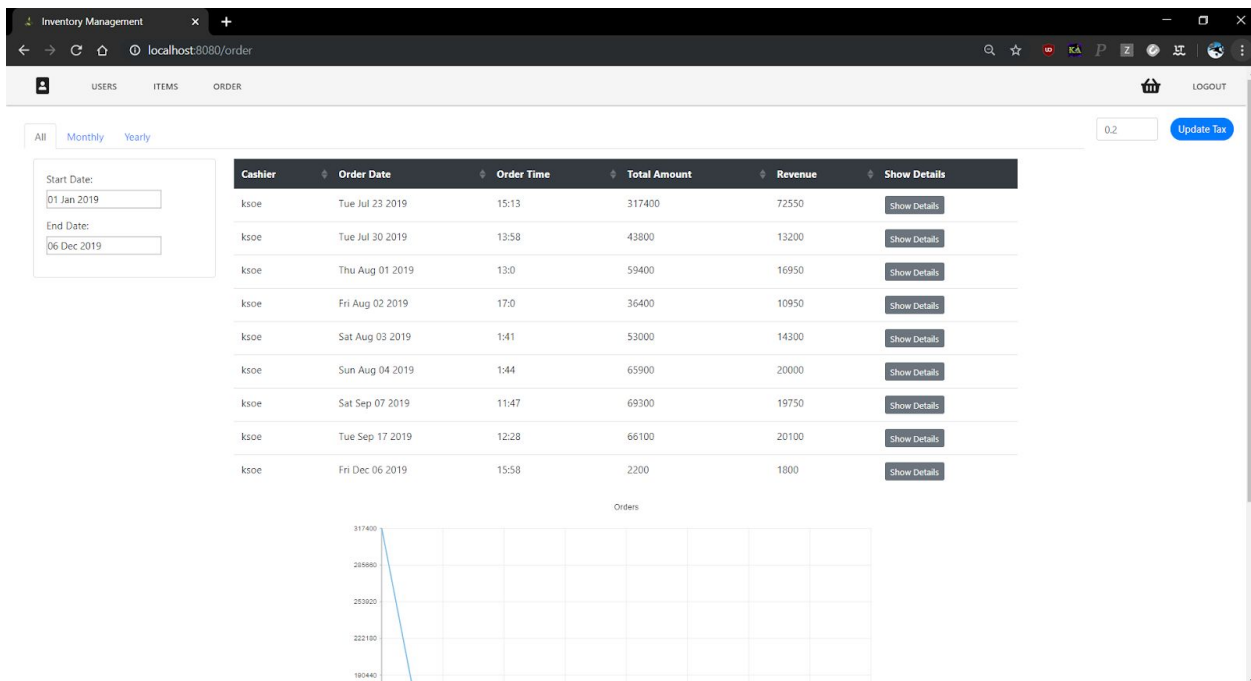 Inventory Management
localhost:8080/order
USERS ITEMS ORDER LOGOUT
All Monthly Yearly 0.2 Update Tax
Start Date:
01 Jan 2019
End Date:
06 Dec 2019
Cashier Order Date Order Time Total Amount Revenue Show Details
ksoe Tue Jul 23 2019 15:13 317400 72550 Show Details
ksoe Tue Jul 30 2019 13:58 43800 13200 Show Details
ksoe Thu Aug 01 2019 13:0 59400 16950 Show Details
ksoe Fri Aug 02 2019 17:0 36400 10950 Show Details
ksoe Sat Aug 03 2019 1:41 53000 14300 Show Details
ksoe Sun Aug 04 2019 1:44 65900 20000 Show Details
ksoe Sat Sep 07 2019 11:47 69300 19750 Show Details
ksoe Tue Sep 17 2019 12:28 66100 20100 Show Details
ksoe Fri Dec 06 2019 15:58 2200 1800 Show Details
Orders
317400
285660
253920
222180
190440